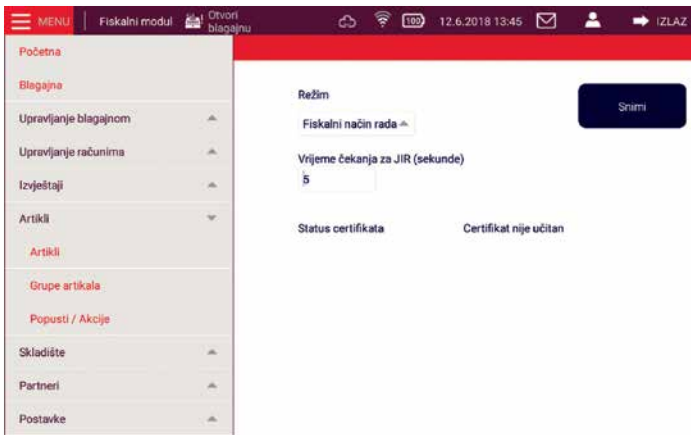 MENU
Fiskalni modul
Otvori
blagajnu
100
12.6.2018 13:45
IZLAZ
Početna
Blagajna
Upravljanje blagajnom
Upravljanje računima
Izvještaji
Artikli
Artikli
Grupe artikala
Popusti / Akcije
Skladište
Partneri
Postavke
Režim
Fiskalni način rada
Snimi
Vrijeme čekanja za JIR (sekunde)
5
Status certifikata
Certifikat nije učitan